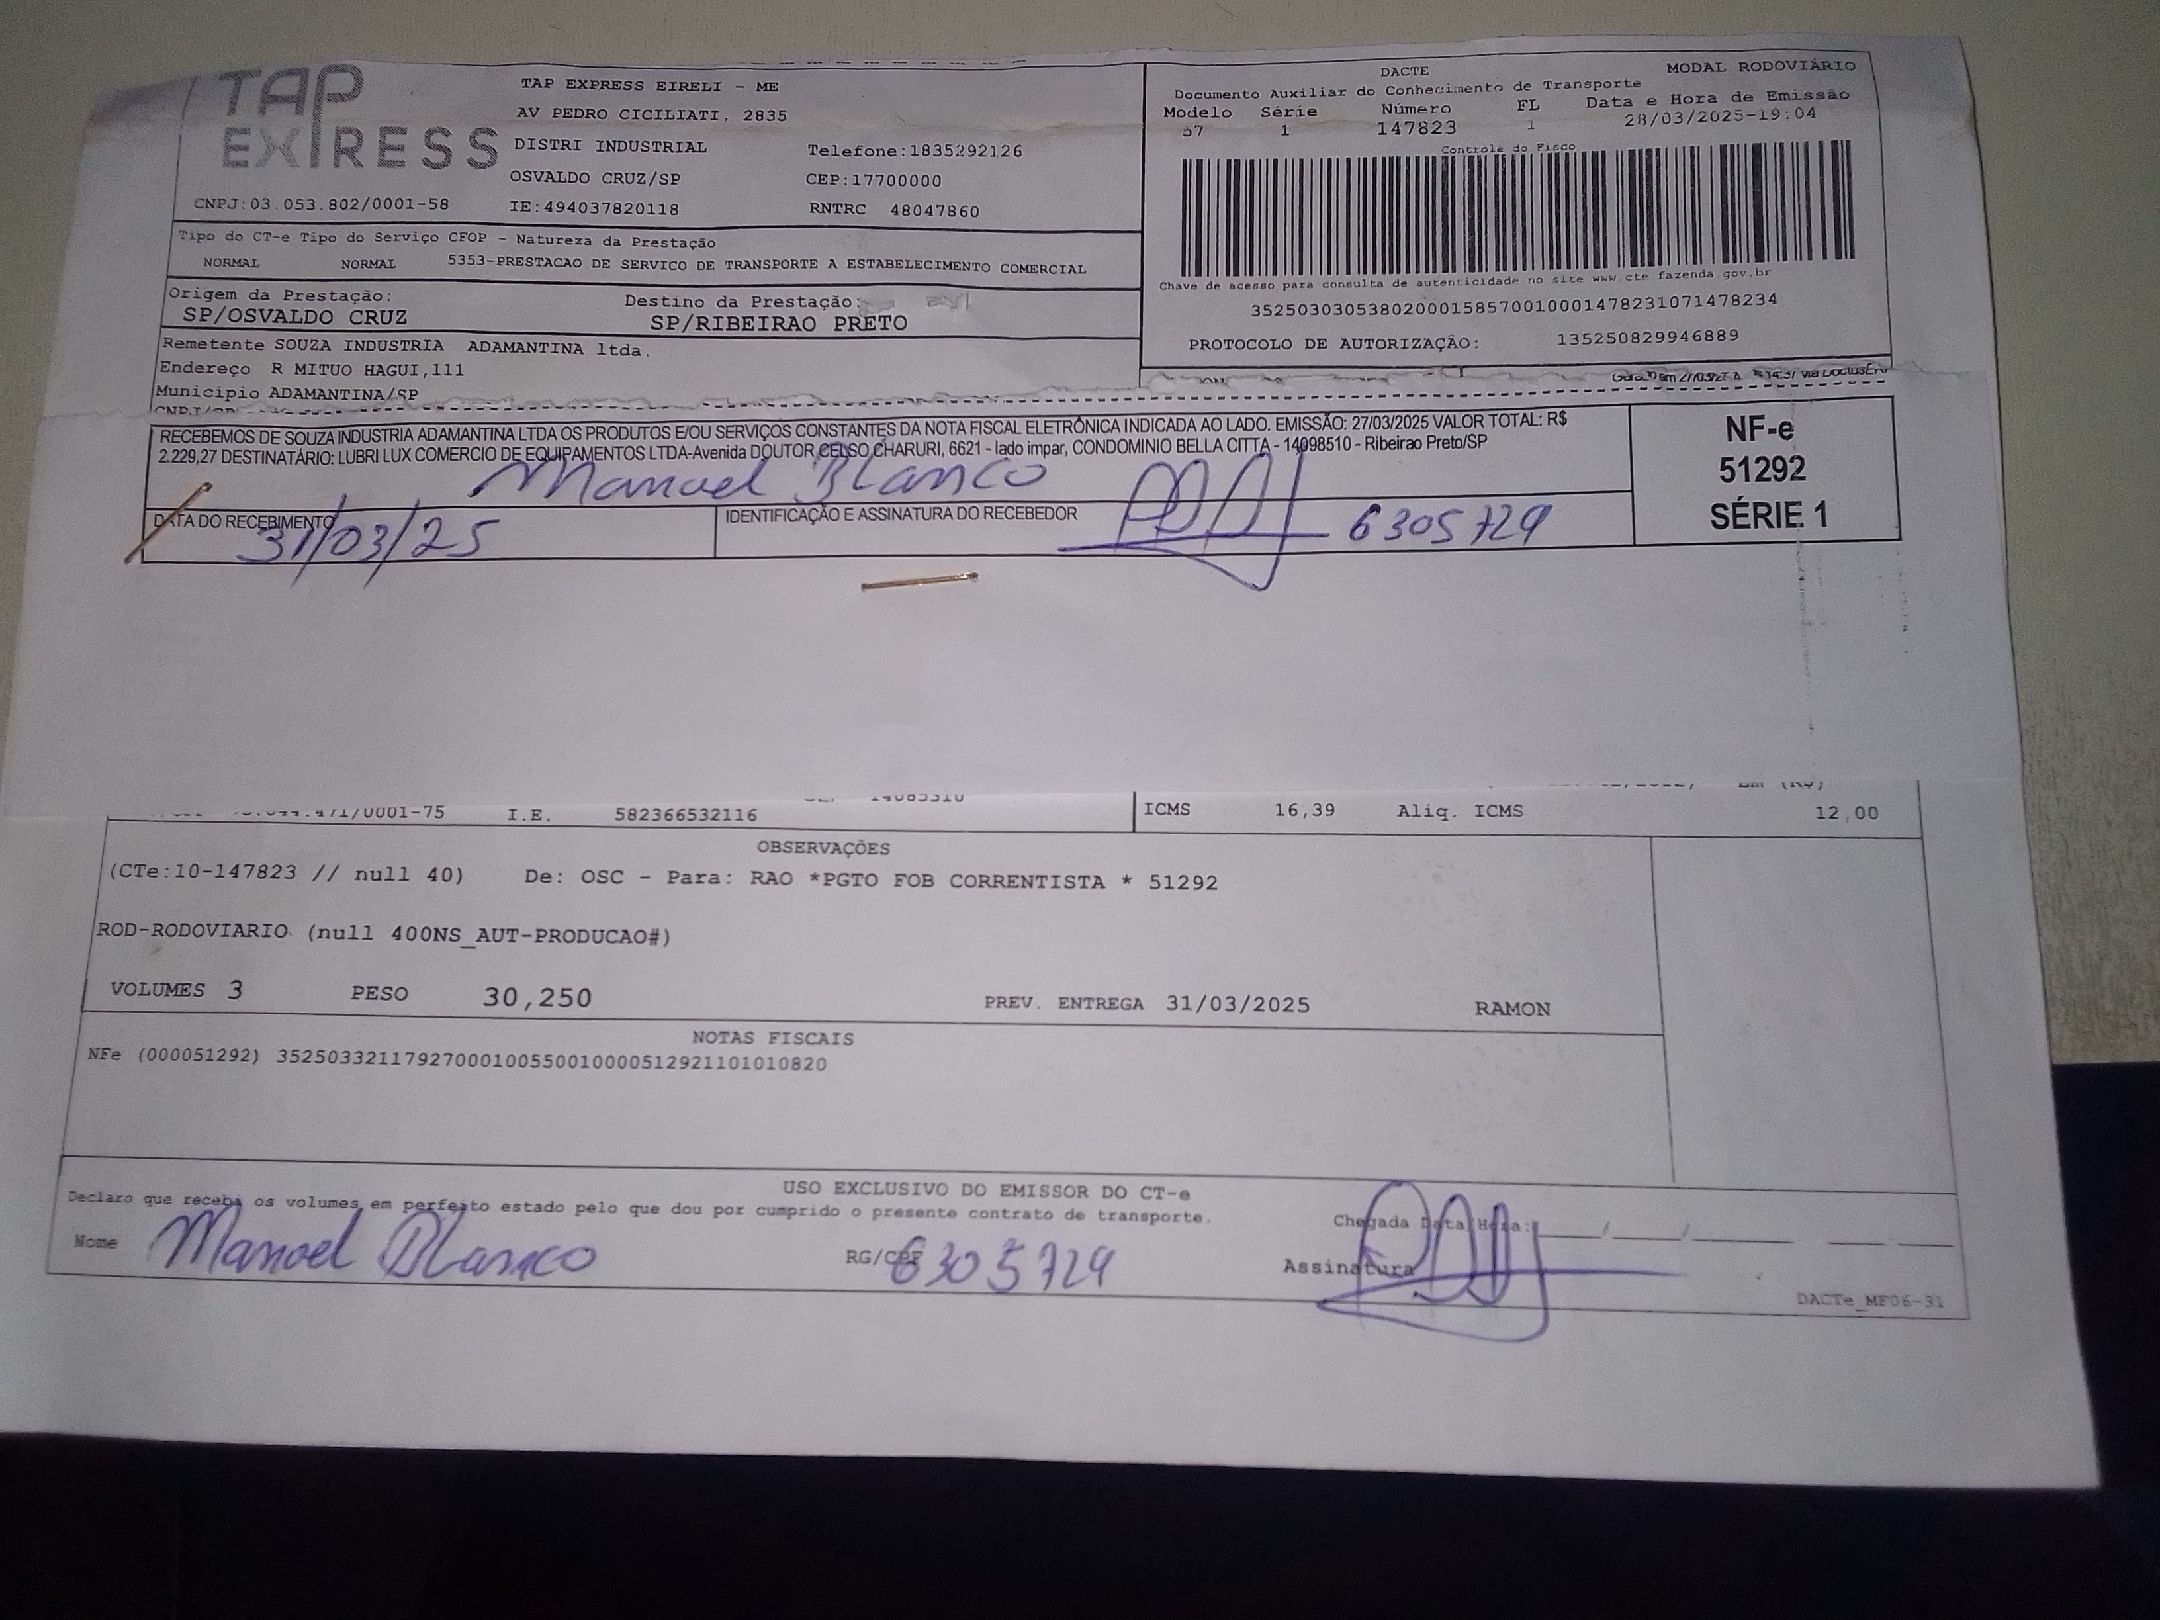 TAP EXPRESS
TAP EXPRESS EIRELI - ME
AV PEDRO CICILIATI, 2835
DISTRI INDUSTRIAL Telefone:1835292126
OSVALDO CRUZ/SP CEP:17700000
CNPJ:03.053.802/0001-58 IE:494037820118 RNTRC 48047860
DACTE MODAL RODOVIÁRIO
Documento Auxiliar do Conhecimento de Transporte
Modelo Série Número FL Data e Hora de Emissão
57 1 147823 1 28/03/2025-19:04
Controle do Fisco
Chave de acesso para consulta de autenticidade no site www.cte.fazenda.gov.br
35250303053802000158570010001478231071478234
PROTOCOLO DE AUTORIZAÇÃO: 135250829946889
Tipo do CT-e Tipo do Serviço CFOP - Natureza da Prestação
NORMAL NORMAL 5353-PRESTACAO DE SERVICO DE TRANSPORTE A ESTABELECIMENTO COMERCIAL
Origem da Prestação: Destino da Prestação:
SP/OSVALDO CRUZ SP/RIBEIRAO PRETO
Remetente SOUZA INDUSTRIA ADAMANTINA ltda.
Endereço R MITUO HAGUI,111
Município ADAMANTINA/SP
RECEBEMOS DE SOUZA INDUSTRIA ADAMANTINA LTDA OS PRODUTOS E/OU SERVIÇOS CONSTANTES DA NOTA FISCAL ELETRÔNICA INDICADA AO LADO. EMISSÃO: 27/03/2025 VALOR TOTAL: R$
2.229,27 DESTINATÁRIO: LUBRI LUX COMERCIO DE EQUIPAMENTOS LTDA-Avenida DOUTOR CELSO CHARURI, 6621 - lado impar, CONDOMINIO BELLA CITTA - 14098510 - Ribeirao Preto/SP
Manoel Blanco
DATA DO RECEBIMENTO IDENTIFICAÇÃO E ASSINATURA DO RECEBEDOR
31/03/25 6305729
NF-e
51292
SÉRIE 1
/0001-75 I.E. 582366532116 ICMS 16,39 Aliq. ICMS 12,00
OBSERVAÇÕES
(CTe:10-147823 // null 40) De: OSC - Para: RAO *PGTO FOB CORRENTISTA * 51292
ROD-RODOVIARIO (null 400NS_AUT-PRODUCAO#)
VOLUMES 3 PESO 30,250 PREV. ENTREGA 31/03/2025 RAMON
NOTAS FISCAIS
NFe (000051292) 35250332117927000100550010000512921101010820
USO EXCLUSIVO DO EMISSOR DO CT-e
Declaro que receba os volumes em perfeito estado pelo que dou por cumprido o presente contrato de transporte.
Chegada Data/Hora: __/__/____ __ __
Nome Manoel Blanco RG/CPF 6305729 Assinatura
DACTe_MF06-31